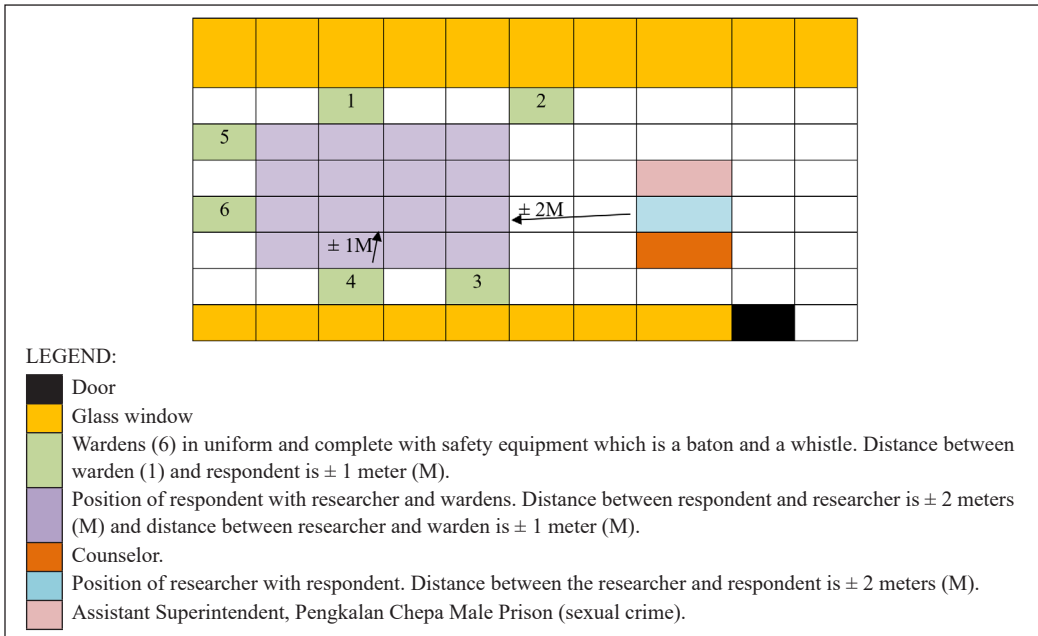 1 2
5
6 ± 2M
± 1M
4 3
LEGEND:
Door
Glass window
Wardens (6) in uniform and complete with safety equipment which is a baton and a whistle. Distance between
warden (1) and respondent is ± 1 meter (M).
Position of respondent with researcher and wardens. Distance between respondent and researcher is ± 2 meters
(M) and distance between researcher and warden is ± 1 meter (M).
Counselor.
Position of researcher with respondent. Distance between the researcher and respondent is ± 2 meters (M).
Assistant Superintendent, Pengkalan Chepa Male Prison (sexual crime).